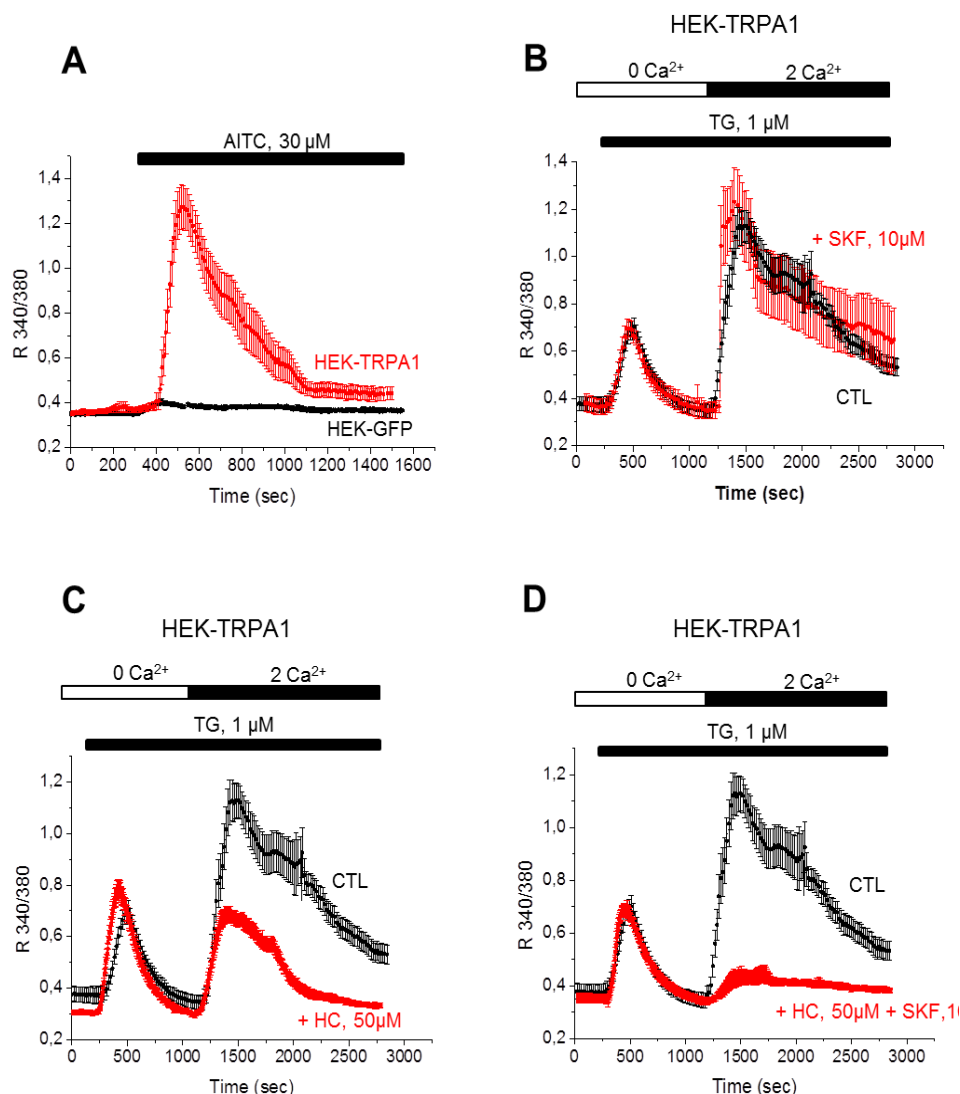 A
AITC, 30 µM
1,4
1,2
1,0
0,8
0,6
0,4
0,2
R 340/380
HEK-TRPA1
HEK-GFP
0 200 400 600 800 1000 1200 1400 1600
Time (sec)
HEK-TRPA1
B
0 Ca²⁺ 2 Ca²⁺
TG, 1 µM
1,4
1,2
1,0
0,8
0,6
0,4
0,2
R 340/380
+ SKF, 10µM
CTL
0 500 1000 1500 2000 2500 3000
Time (sec)
C
HEK-TRPA1
0 Ca²⁺ 2 Ca²⁺
TG, 1 µM
1,2
1,0
0,8
0,6
0,4
0,2
R 340/380
CTL
+ HC, 50µM
0 500 1000 1500 2000 2500 3000
Time (sec)
D
HEK-TRPA1
0 Ca²⁺ 2 Ca²⁺
TG, 1 µM
1,2
1,0
0,8
0,6
0,4
0,2
R 340/380
CTL
+ HC, 50µM + SKF,10
0 500 1000 1500 2000 2500 3000
Time (sec)